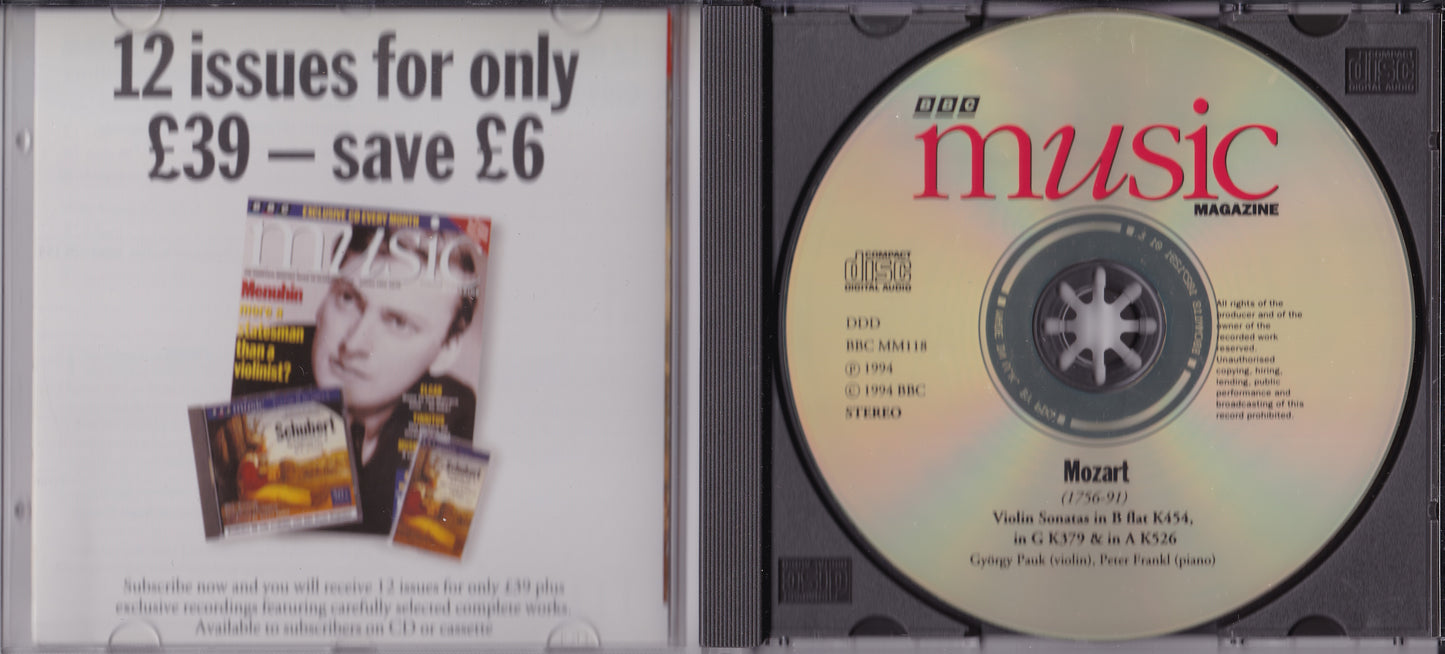 12 issues for only
£39 – save £6
BBC EXCLUSIVE CD EVERY MONTH
music
Menuhin
more a
statesman
than a
violinist?
ELGAR
music
Schubert
Schubert
Subscribe now and you will receive 12 issues for only £39 plus
exclusive recordings featuring carefully selected complete works.
Available to subscribers on CD or cassette
BBC
music
MAGAZINE
COMPACT
disc
DIGITAL AUDIO
DDD
BBC MM118
℗ 1994
© 1994 BBC
STEREO
All rights of the
producer and of the
owner of the
recorded work
reserved.
Unauthorised
copying, hiring,
lending, public
performance and
broadcasting of this
record prohibited.
Mozart
(1756-91)
Violin Sonatas in B flat K454,
in G K379 & in A K526
György Pauk (violin), Peter Frankl (piano)
COMPACT
disc
DIGITAL AUDIO